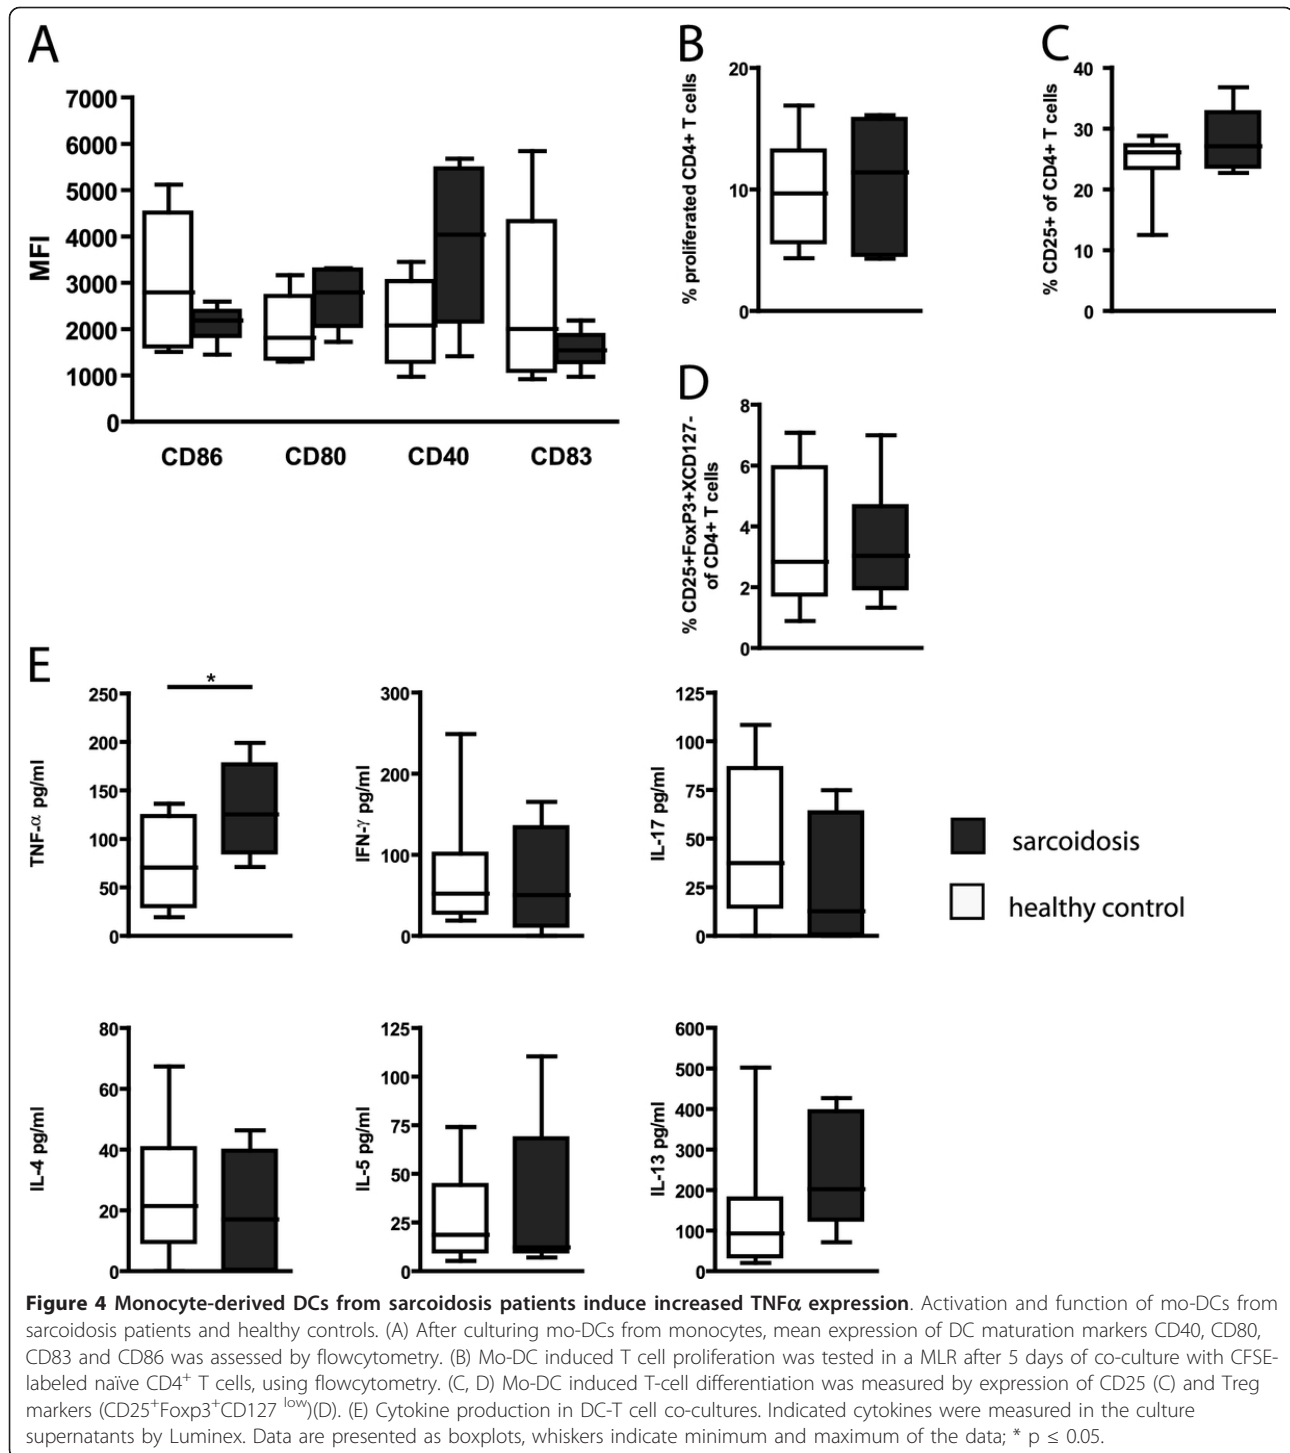 A
7000
6000
5000
4000
3000
2000
1000
0
MFI
CD86 CD80 CD40 CD83
B
20
10
0
% proliferated CD4+ T cells
C
40
30
20
10
0
% CD25+ of CD4+ T cells
D
8
6
4
2
0
% CD25+FoxP3+XCD127-
of CD4+ T cells
E
*
250
200
150
100
50
0
TNF-α pg/ml
300
200
100
0
IFN-γ pg/ml
125
100
75
50
25
0
IL-17 pg/ml
sarcoidosis
healthy control
80
60
40
20
0
IL-4 pg/ml
125
100
75
50
25
0
IL-5 pg/ml
600
500
400
300
200
100
0
IL-13 pg/ml
Figure 4 Monocyte-derived DCs from sarcoidosis patients induce increased TNFα expression. Activation and function of mo-DCs from
sarcoidosis patients and healthy controls. (A) After culturing mo-DCs from monocytes, mean expression of DC maturation markers CD40, CD80,
CD83 and CD86 was assessed by flowcytometry. (B) Mo-DC induced T cell proliferation was tested in a MLR after 5 days of co-culture with CFSE-
labeled naïve CD4⁺ T cells, using flowcytometry. (C, D) Mo-DC induced T-cell differentiation was measured by expression of CD25 (C) and Treg
markers (CD25⁺Foxp3⁺CD127 ˡᵒʷ)(D). (E) Cytokine production in DC-T cell co-cultures. Indicated cytokines were measured in the culture
supernatants by Luminex. Data are presented as boxplots, whiskers indicate minimum and maximum of the data; * p ≤ 0.05.